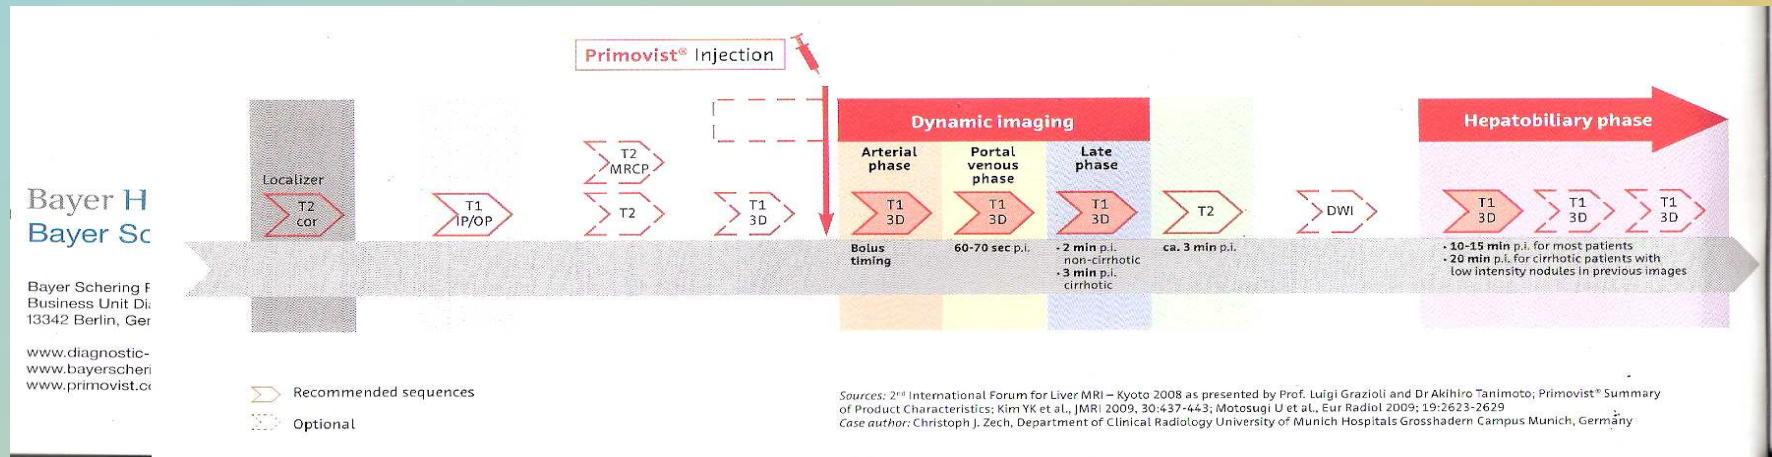 Primovist® Injection
Dynamic imaging
Hepatobiliary phase
Arterial
phase
Portal
venous
phase
Late
phase
Localizer
T2
cor
T1
IP/OP
T2
MRCP
T2
T1
3D
T1
3D
T1
3D
T1
3D
T2
DWI
T1
3D
T1
3D
T1
3D
Bolus
timing
60-70 sec p.i.
· 2 min p.i.
non-cirrhotic
· 3 min p.i.
cirrhotic
ca. 3 min p.i.
· 10-15 min p.i. for most patients
· 20 min p.i. for cirrhotic patients with
low intensity nodules in previous images
Bayer H
Bayer Sc
Bayer Schering
Business Unit
13342 Berlin, Ger
www.diagnostic-
www.bayerscheri
www.primovist.c
Recommended sequences
Optional
Sources: 2nd International Forum for Liver MRI – Kyoto 2008 as presented by Prof. Luigi Grazioli and Dr Akihiro Tanimoto; Primovist® Summary
of Product Characteristics; Kim YK et al., JMRI 2009, 30:437-443; Motosugi U et al., Eur Radiol 2009; 19:2623-2629
Case author: Christoph J. Zech, Department of Clinical Radiology University of Munich Hospitals Grosshadern Campus Munich, Germany